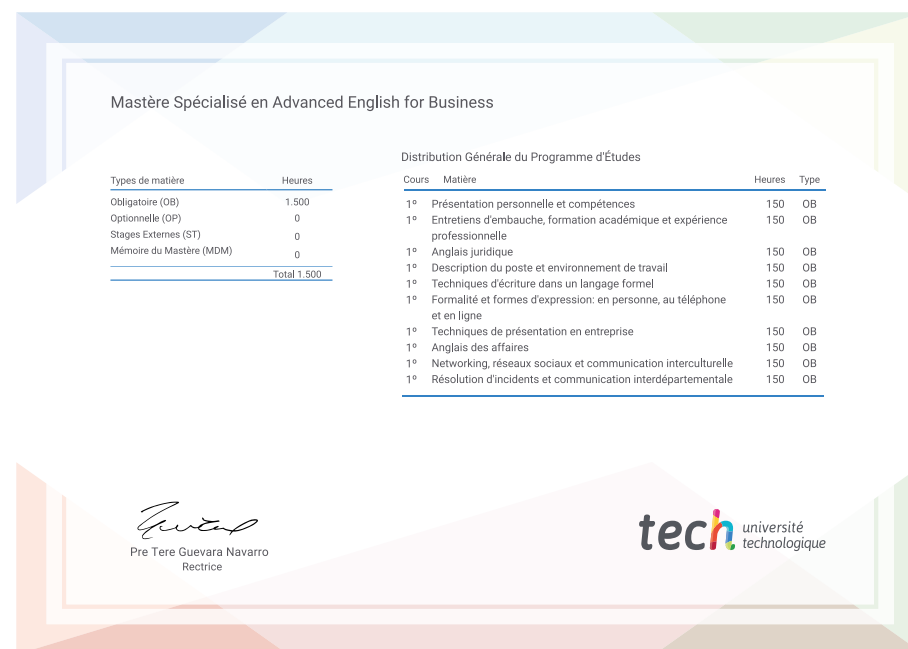 Mastère Spécialisé en Advanced English for Business
Types de matière Heures
Obligatoire (OB) 1.500
Optionnelle (OP) 0
Stages Externes (ST) 0
Mémoire du Mastère (MDM) 0
Total 1.500
Distribution Générale du Programme d'Études
Cours Matière Heures Type
1º Présentation personnelle et compétences 150 OB
1º Entretiens d'embauche, formation académique et expérience 150 OB
professionnelle
1º Anglais juridique 150 OB
1º Description du poste et environnement de travail 150 OB
1º Techniques d'écriture dans un langage formel 150 OB
1º Formalité et formes d'expression: en personne, au téléphone 150 OB
et en ligne
1º Techniques de présentation en entreprise 150 OB
1º Anglais des affaires 150 OB
1º Networking, réseaux sociaux et communication interculturelle 150 OB
1º Résolution d'incidents et communication interdépartementale 150 OB
Pre Tere Guevara Navarro
Rectrice
tech université
technologique